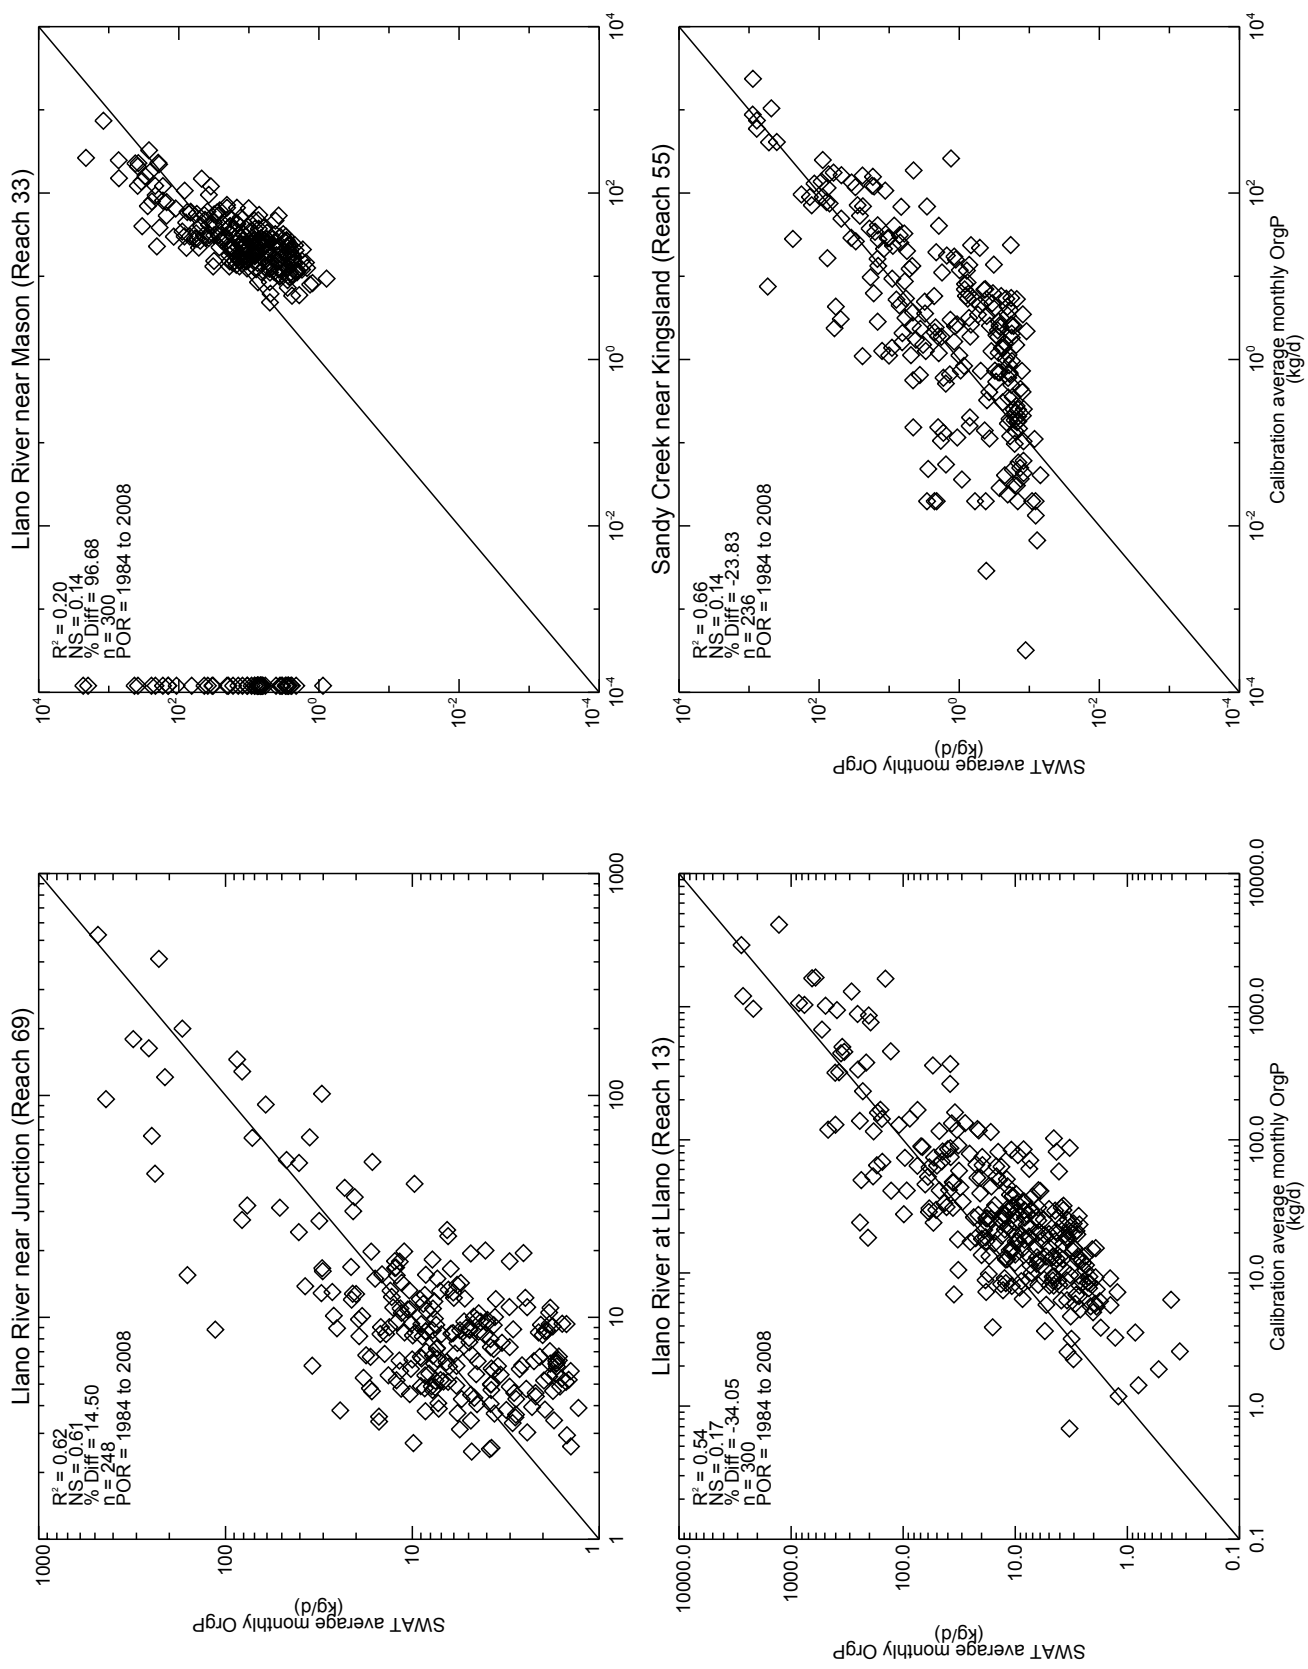 Llano River near Junction (Reach 69)
R² = 0.62
NS = 0.61
% Diff = 14.50
n = 248
POR = 1984 to 2008
SWAT average monthly OrgP
(kg/d)
1000
100
10
1
1
10
100
1000
Llano River near Mason (Reach 33)
R² = 0.20
NS = 0.14
% Diff = 96.68
n = 300
POR = 1984 to 2008
10⁴
10²
10⁰
10⁻²
10⁻⁴
10⁻⁴
10⁻²
10⁰
10²
10⁴
Llano River at Llano (Reach 13)
R² = 0.54
NS = 0.17
% Diff = -34.05
n = 300
POR = 1984 to 2008
SWAT average monthly OrgP
(kg/d)
10000.0
1000.0
100.0
10.0
1.0
0.1
0.1
1.0
10.0
100.0
1000.0
10000.0
Calibration average monthly OrgP
(kg/d)
Sandy Creek near Kingsland (Reach 55)
R² = 0.66
NS = 0.14
% Diff = -23.83
n = 236
POR = 1984 to 2008
SWAT average monthly OrgP
(kg/d)
10⁴
10²
10⁰
10⁻²
10⁻⁴
10⁻⁴
10⁻²
10⁰
10²
10⁴
Calibration average monthly OrgP
(kg/d)